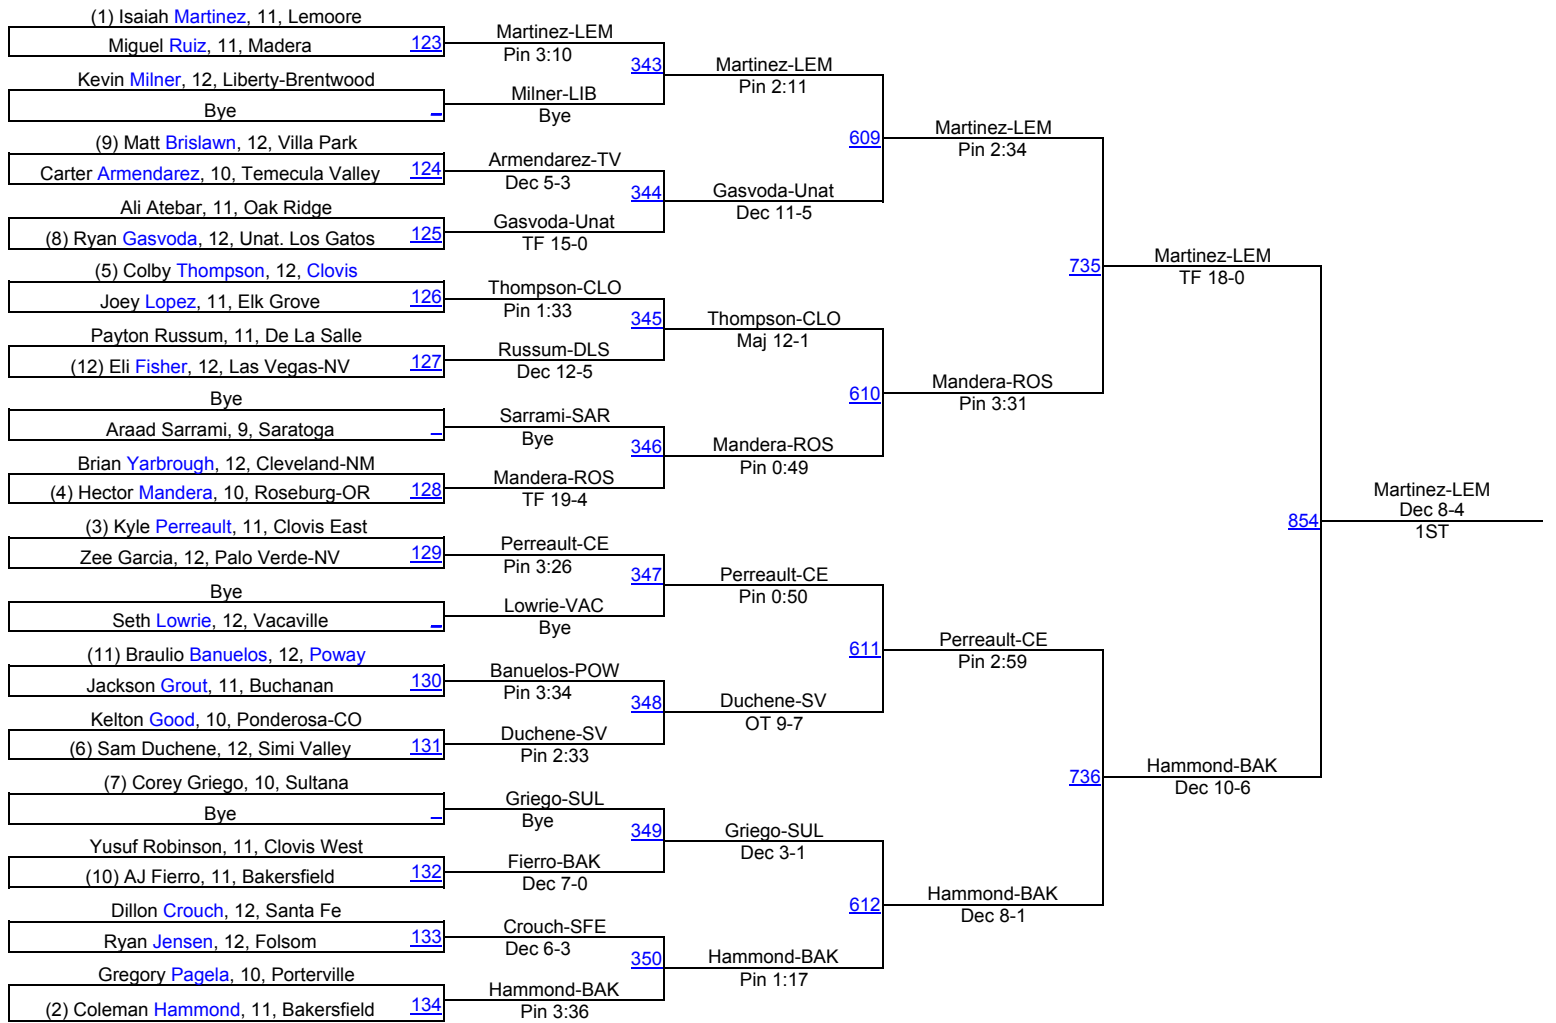 (1) Isaiah Martinez, 11, Lemoore
Miguel Ruiz, 11, Madera
123
Kevin Milner, 12, Liberty-Brentwood
Bye
(9) Matt Brislawn, 12, Villa Park
Carter Armendarez, 10, Temecula Valley
124
Ali Atebar, 11, Oak Ridge
(8) Ryan Gasvoda, 12, Unat. Los Gatos
125
(5) Colby Thompson, 12, Clovis
Joey Lopez, 11, Elk Grove
126
Payton Russum, 11, De La Salle
(12) Eli Fisher, 12, Las Vegas-NV
127
Bye
Araad Sarrami, 9, Saratoga
Brian Yarbrough, 12, Cleveland-NM
(4) Hector Mandera, 10, Roseburg-OR
128
(3) Kyle Perreault, 11, Clovis East
Zee Garcia, 12, Palo Verde-NV
129
Bye
Seth Lowrie, 12, Vacaville
(11) Braulio Banuelos, 12, Poway
Jackson Grout, 11, Buchanan
130
Kelton Good, 10, Ponderosa-CO
(6) Sam Duchene, 12, Simi Valley
131
(7) Corey Griego, 10, Sultana
Bye
Yusuf Robinson, 11, Clovis West
(10) AJ Fierro, 11, Bakersfield
132
Dillon Crouch, 12, Santa Fe
Ryan Jensen, 12, Folsom
133
Gregory Pagela, 10, Porterville
(2) Coleman Hammond, 11, Bakersfield
134
Martinez-LEM
Pin 3:10
343
Milner-LIB
Bye
Armendarez-TV
Dec 5-3
344
Gasvoda-Unat
TF 15-0
Thompson-CLO
Pin 1:33
345
Russum-DLS
Dec 12-5
Sarrami-SAR
Bye
346
Mandera-ROS
TF 19-4
Perreault-CE
Pin 3:26
347
Lowrie-VAC
Bye
Banuelos-POW
Pin 3:34
348
Duchene-SV
Pin 2:33
Griego-SUL
Bye
349
Fierro-BAK
Dec 7-0
Crouch-SFE
Dec 6-3
350
Hammond-BAK
Pin 3:36
Martinez-LEM
Pin 2:11
609
Gasvoda-Unat
Dec 11-5
Thompson-CLO
Maj 12-1
610
Mandera-ROS
Pin 0:49
Perreault-CE
Pin 0:50
611
Duchene-SV
OT 9-7
Griego-SUL
Dec 3-1
612
Hammond-BAK
Pin 1:17
Martinez-LEM
Pin 2:34
735
Mandera-ROS
Pin 3:31
Perreault-CE
Pin 2:59
736
Hammond-BAK
Dec 8-1
Martinez-LEM
TF 18-0
854
Hammond-BAK
Dec 10-6
Martinez-LEM
Dec 8-4
1ST